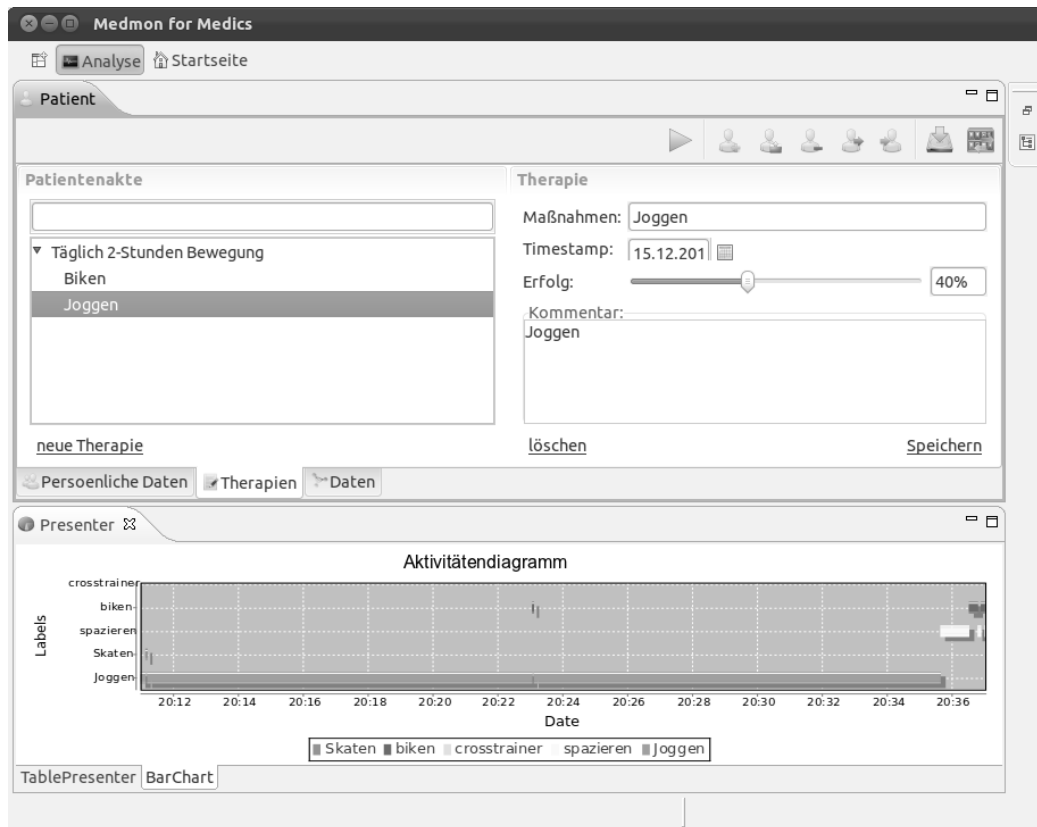 Medmon for Medics
Analyse Startseite
Patient
Patientenakte
Täglich 2-Stunden Bewegung
Biken
Joggen
neue Therapie
Therapie
Maßnahmen: Joggen
Timestamp: 15.12.201
Erfolg: 40%
Kommentar:
Joggen
löschen Speichern
Persoenliche Daten Therapien Daten
Presenter
Aktivitätendiagramm
Labels
crosstrainer
biken
spazieren
Skaten
Joggen
20:12 20:14 20:16 20:18 20:20 20:22 20:24 20:26 20:28 20:30 20:32 20:34 20:36
Date
Skaten biken crosstrainer spazieren Joggen
TablePresenter BarChart